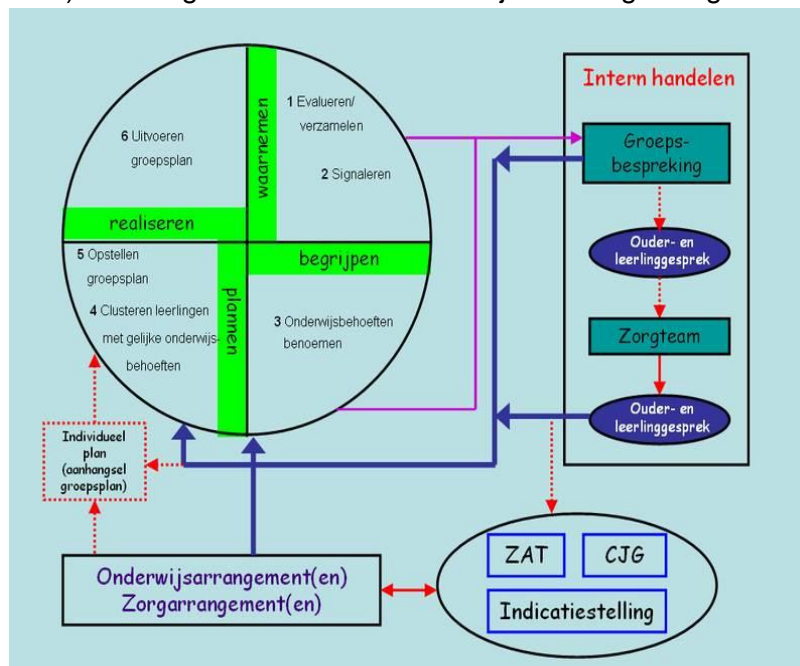 1 Evalueren/
verzamelen
2 Signaleren
waarnemen
6 Uitvoeren
groepsplan
realiseren
begrijpen
plannen
5 Opstellen
groepsplan
4 Clusteren leerlingen
met gelijke onderwijs-
behoeften
3 Onderwijsbehoeften
benoemen
Intern handelen
Groeps-
bespreking
Ouder- en
leerlinggesprek
Zorgteam
Ouder- en
leerlinggesprek
Individueel
plan
(aanhangsel
groepsplan)
Onderwijsarrangement(en)
Zorgarrangement(en)
ZAT
CJG
Indicatiestelling